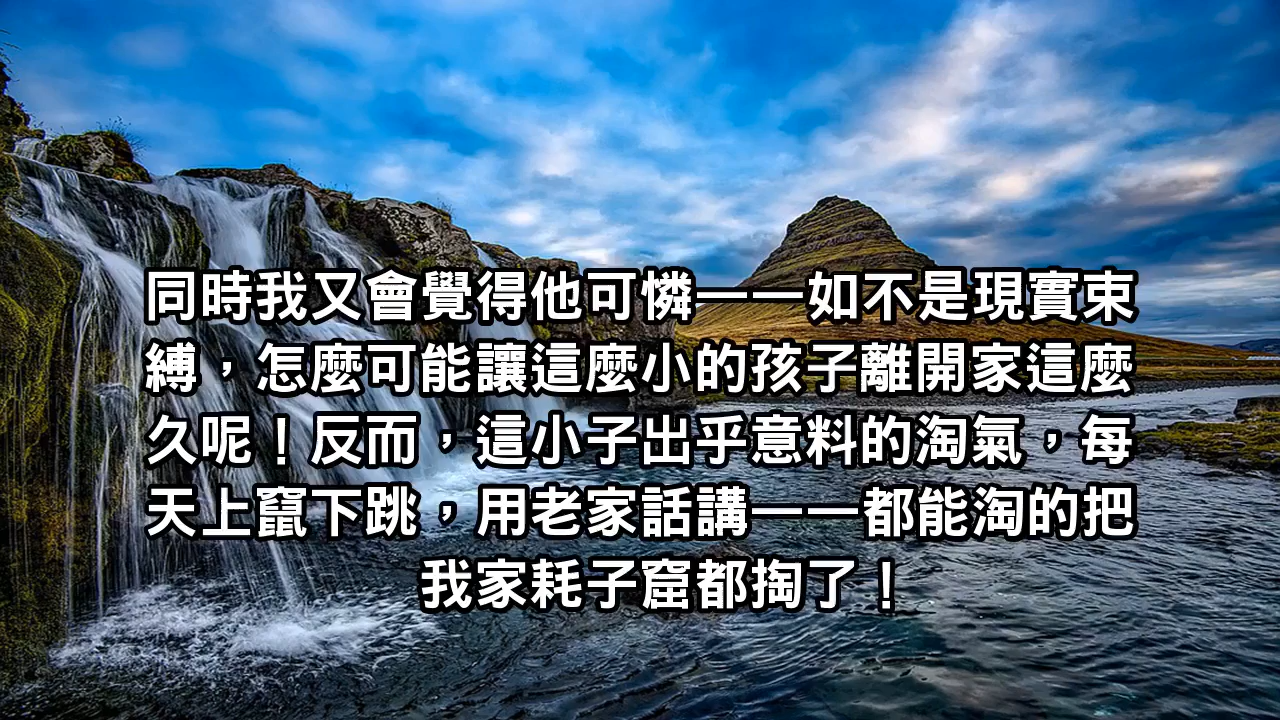 同時我又會覺得他可憐——如不是現實束
縛，怎麼可能讓這麼小的孩子離開家這麼
久呢！反而，這小子出乎意料的淘氣，每
天上竄下跳，用老家話講——都能淘的把
我家耗子窟都掏了！